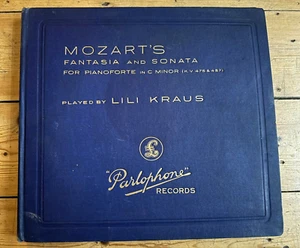 MOZART'S
FANTASIA AND SONATA
FOR PIANOFORTE IN C MINOR (K.V. 475 & 457)
PLAYED BY LILI KRAUS
£
"Parlophone"
RECORDS